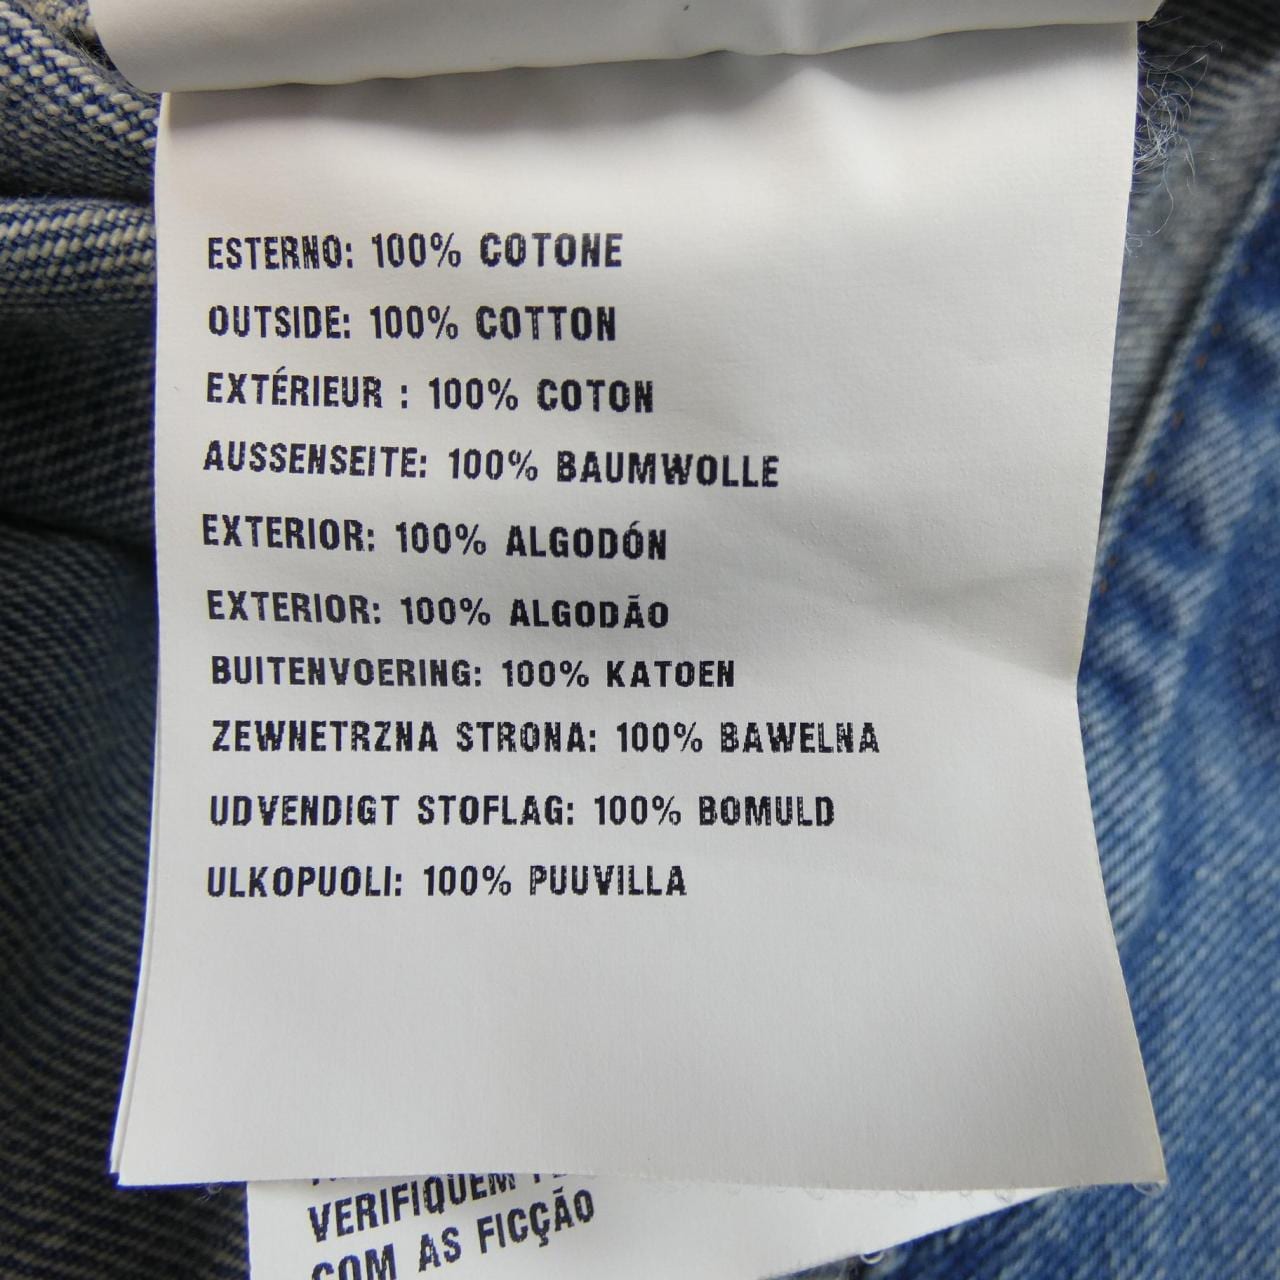 ESTERNO: 100% COTONE
OUTSIDE: 100% COTTON
EXTÉRIEUR : 100% COTON
AUSSENSEITE: 100% BAUMWOLLE
EXTERIOR: 100% ALGODÓN
EXTERIOR: 100% ALGODÃO
BUITENVOERING: 100% KATOEN
ZEWNETRZNA STRONA: 100% BAWELNA
UDVENDIGT STOFLAG: 100% BOMULD
ULKOPUOLI: 100% PUUVILLA
VERIFIQUEM
COM AS FICÇÃO